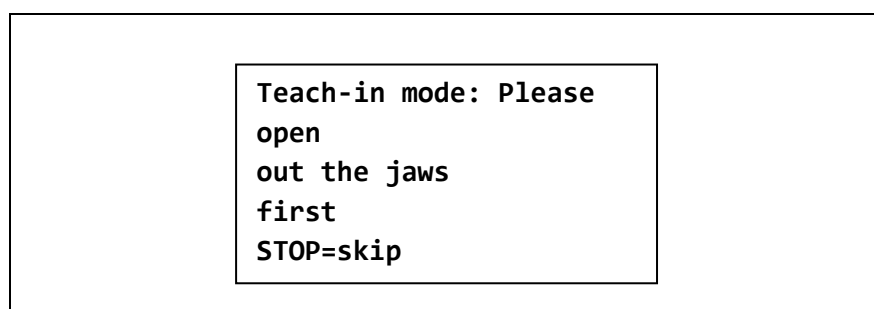 Teach-in mode: Please
open
out the jaws
first
STOP=skip